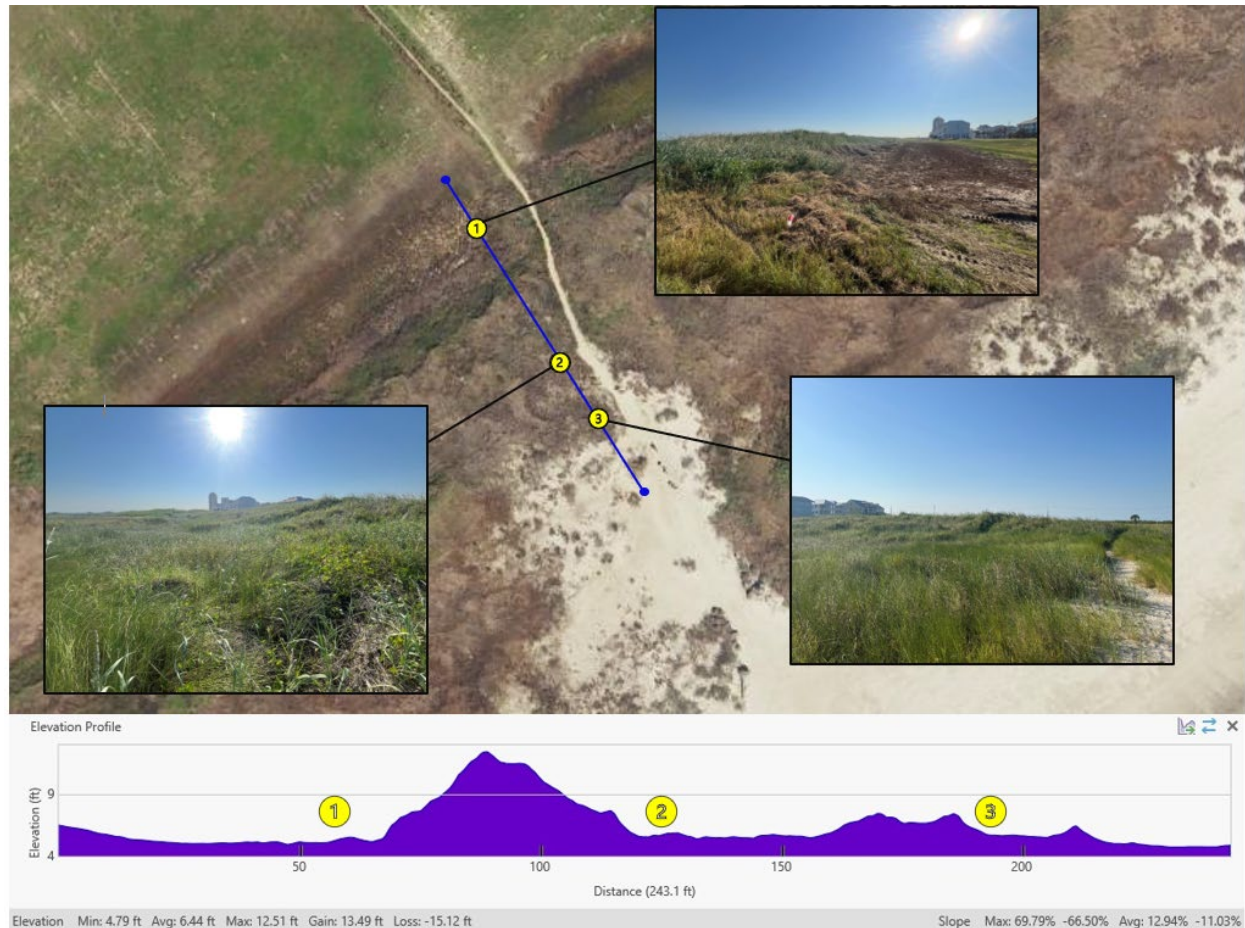 1
2
3
Elevation Profile
Elevation (ft)
9
4
1
2
3
50
100
150
200
Distance (243.1 ft)
Elevation Min: 4.79 ft Avg: 6.44 ft Max: 12.51 ft Gain: 13.49 ft Loss: -15.12 ft
Slope Max: 69.79% -66.50% Avg: 12.94% -11.03%